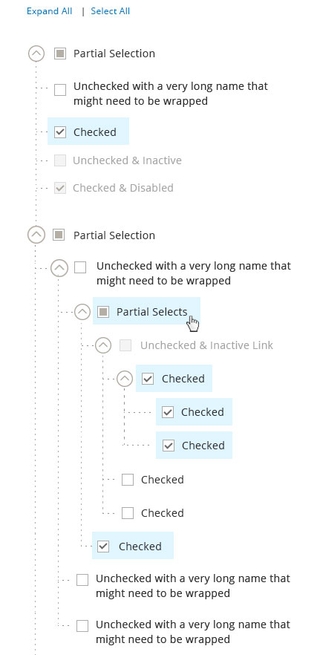 Expand All | Select All
Partial Selection
Unchecked with a very long name that
might need to be wrapped
Checked
Unchecked & Inactive
Checked & Disabled
Partial Selection
Unchecked with a very long name that
might need to be wrapped
Partial Selects
Unchecked & Inactive Link
Checked
Checked
Checked
Checked
Checked
Checked
Unchecked with a very long name that
might need to be wrapped
Unchecked with a very long name that
might need to be wrapped